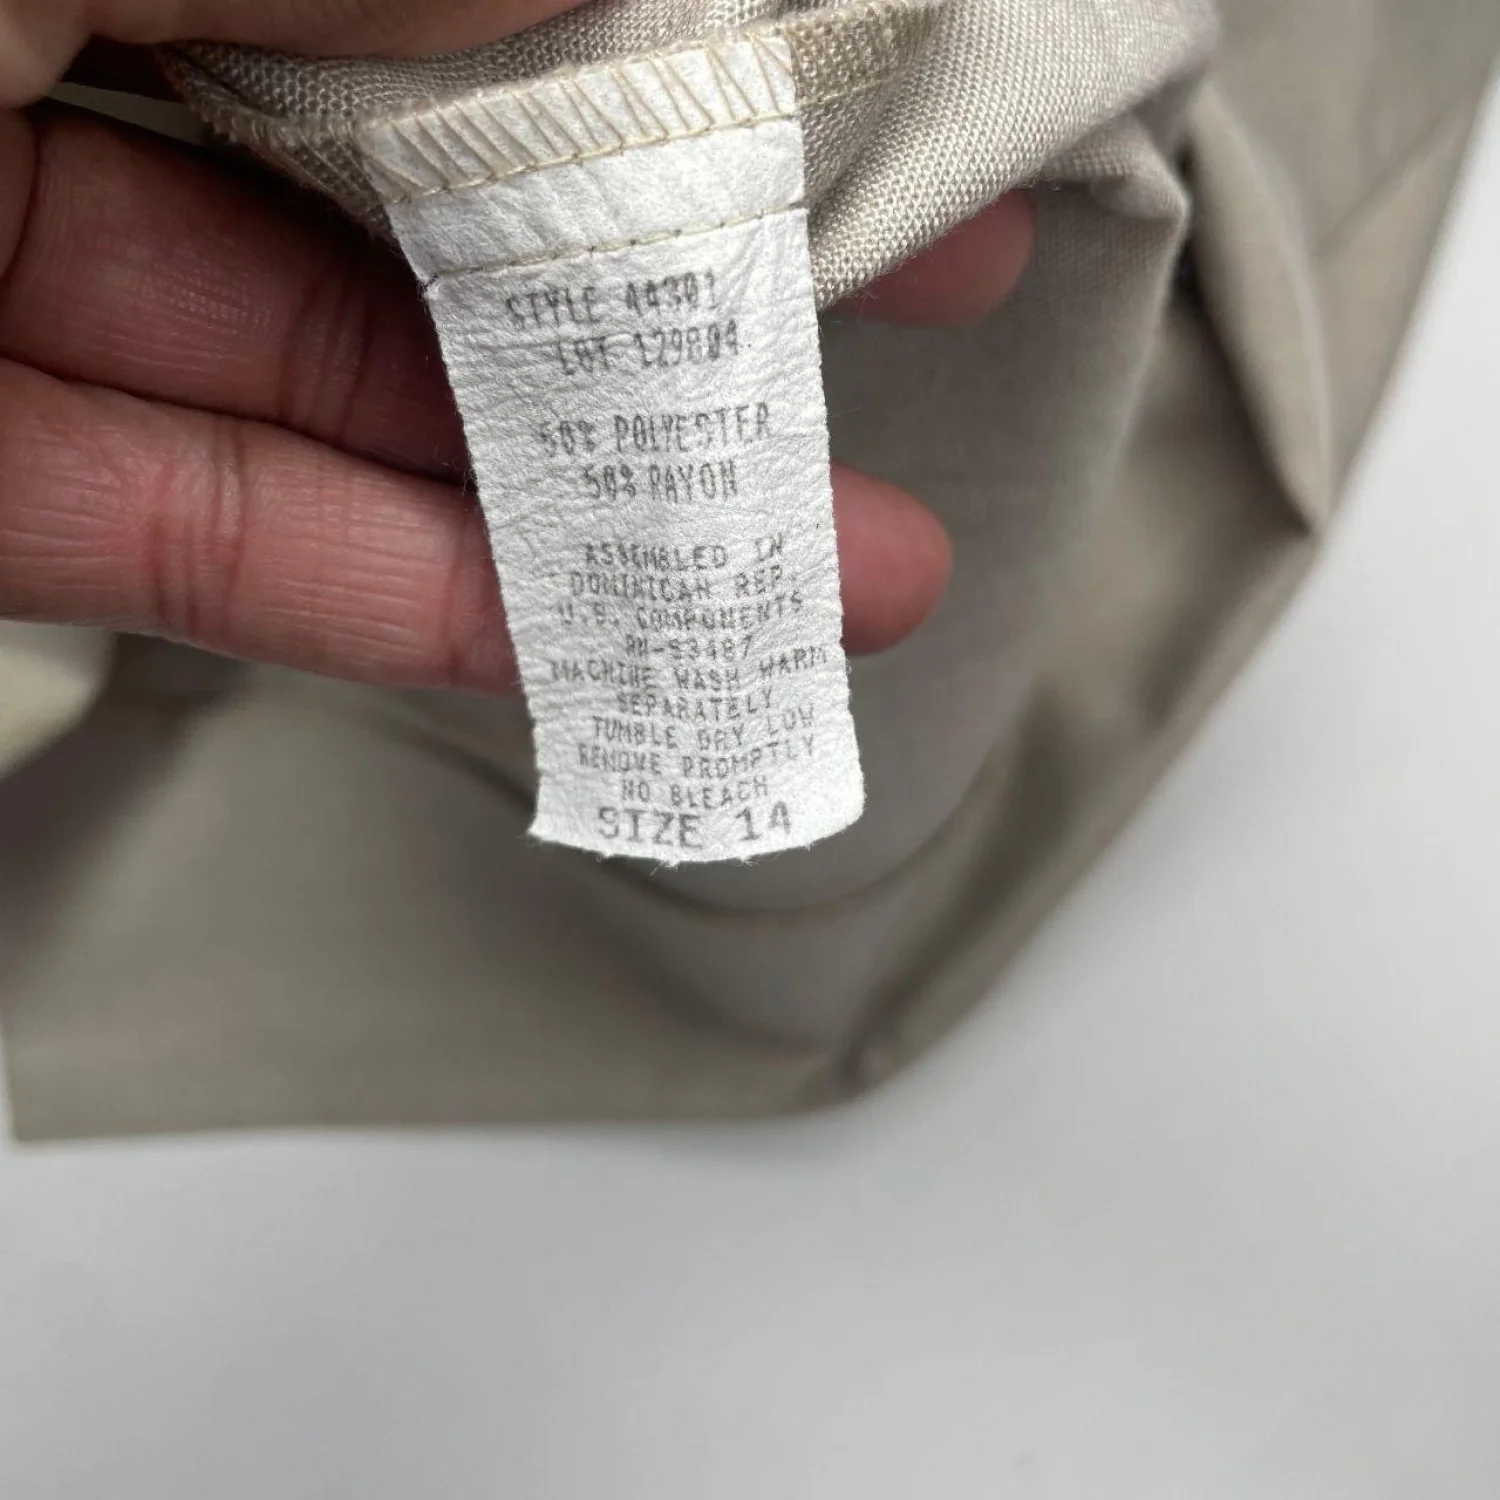 STYLE 44301
LOT 129804
50% POLYESTER
50% RAYON
ASSEMBLED IN
DOMINICAN REP.
U.S. COMPONENTS
RN-53487
MACHINE WASH WARM
SEPARATELY
TUMBLE DRY LOW
REMOVE PROMPTLY
NO BLEACH
SIZE 14